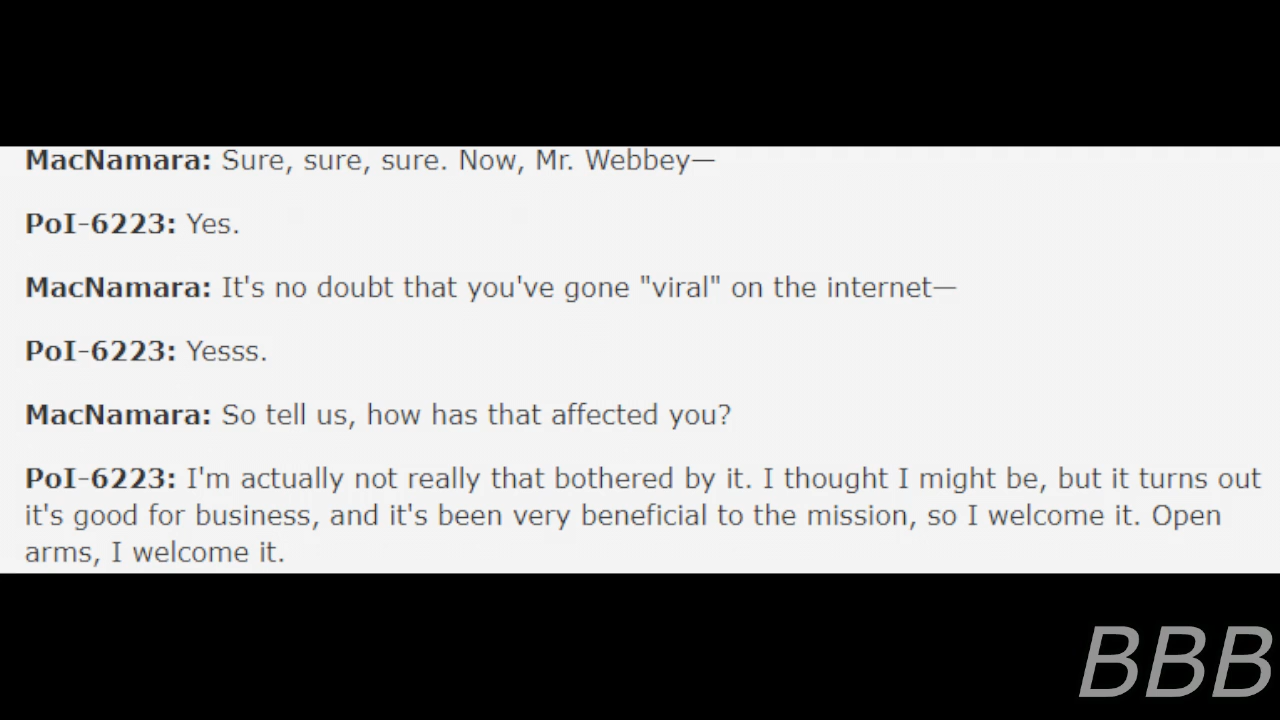 MacNamara: Sure, sure, sure. Now, Mr. Webbey—
PoI-6223: Yes.
MacNamara: It's no doubt that you've gone "viral" on the internet—
PoI-6223: Yesss.
MacNamara: So tell us, how has that affected you?
PoI-6223: I'm actually not really that bothered by it. I thought I might be, but it turns out
it's good for business, and it's been very beneficial to the mission, so I welcome it. Open
arms, I welcome it.
BBB